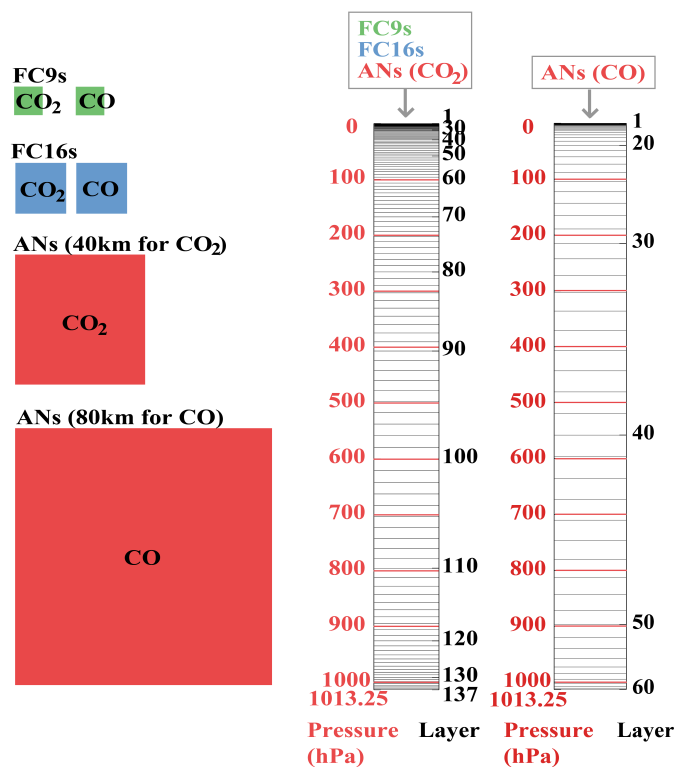 FC9s
CO2 CO
FC16s
CO2 CO
ANs (40km for CO2)
CO2
ANs (80km for CO)
CO
FC9s
FC16s
ANs (CO2)
0
100
200
300
400
500
600
700
800
900
1000
1013.25
Pressure
(hPa)
1
30
40
50
60
70
80
90
100
110
120
130
137
Layer
ANs (CO)
0
100
200
300
400
500
600
700
800
900
1000
1013.25
Pressure
(hPa)
1
20
30
40
50
60
Layer